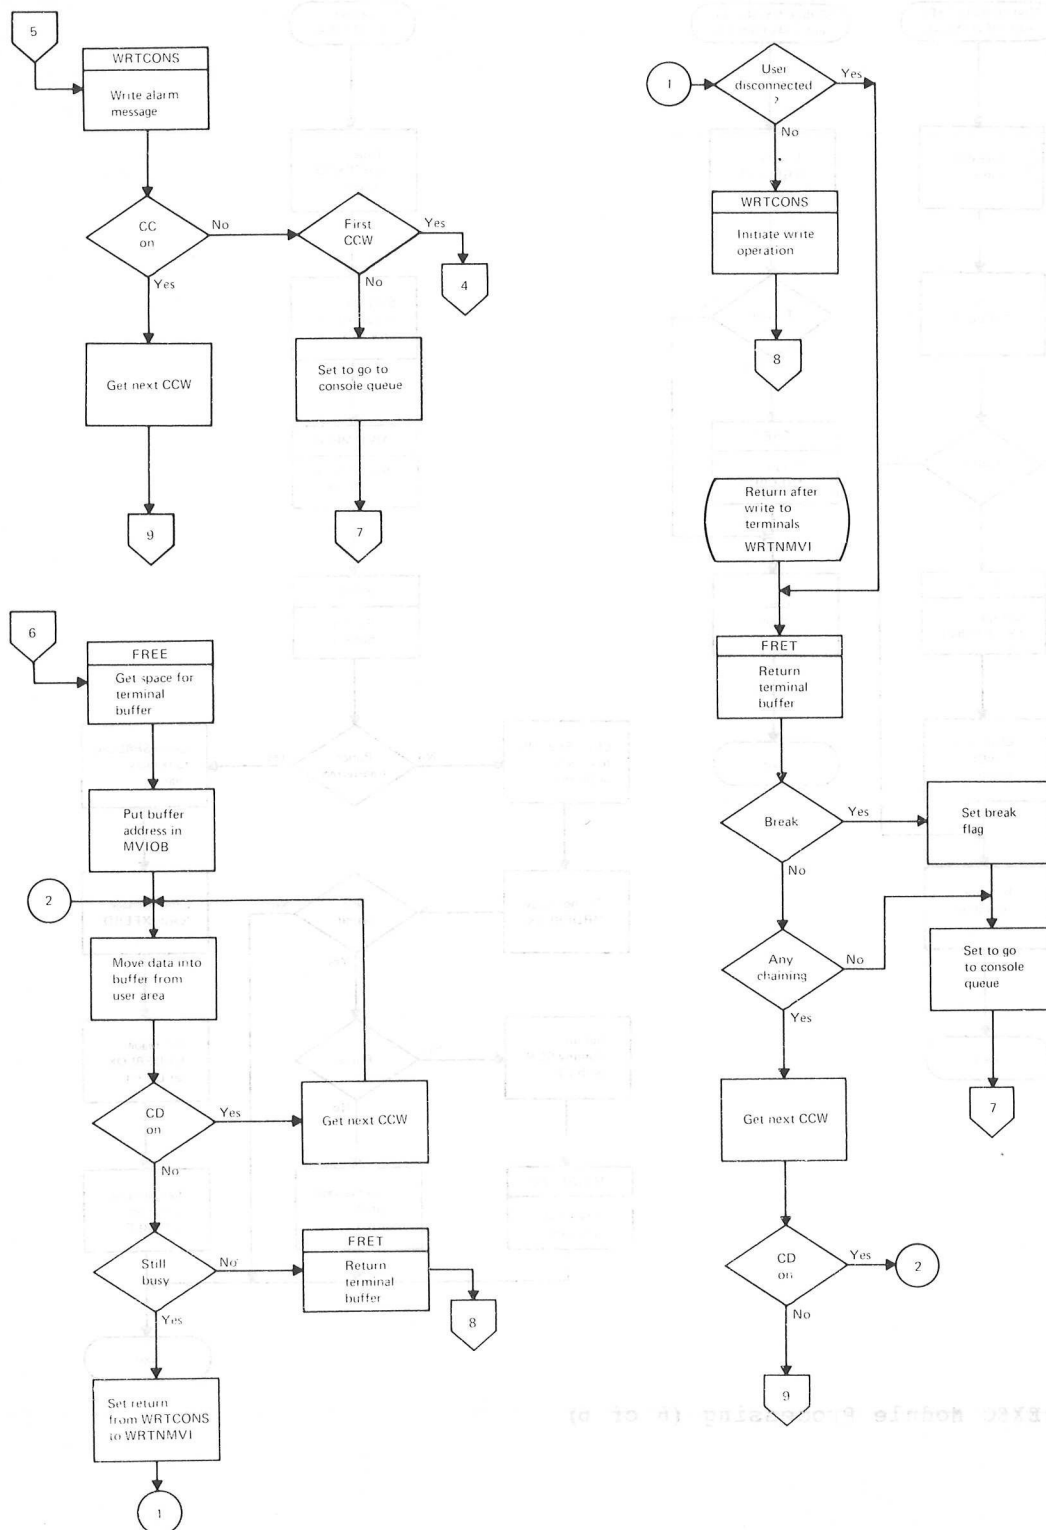 5
WRTCONS
Write alarm
message
CC
on
No
Yes
First
CCW
Yes
No
4
Get next CCW
Set to go to
console queue
9
7
6
FREE
Get space for
terminal
buffer
Put buffer
address in
MVIOB
2
Move data into
buffer from
user area
CD
on
Yes
No
Get next CCW
Still
busy
No
Yes
FRET
Return
terminal
buffer
8
Set return
from WRTCONS
to WRTNMVI
1
1
User
disconnected
?
Yes
No
WRTCONS
Initiate write
operation
8
Return after
write to
terminals
WRTNMVI
FRET
Return
terminal
buffer
Break
Yes
No
Set break
flag
Any
chaining
No
Yes
Set to go
to console
queue
7
Get next CCW
CD
on
Yes
No
2
9